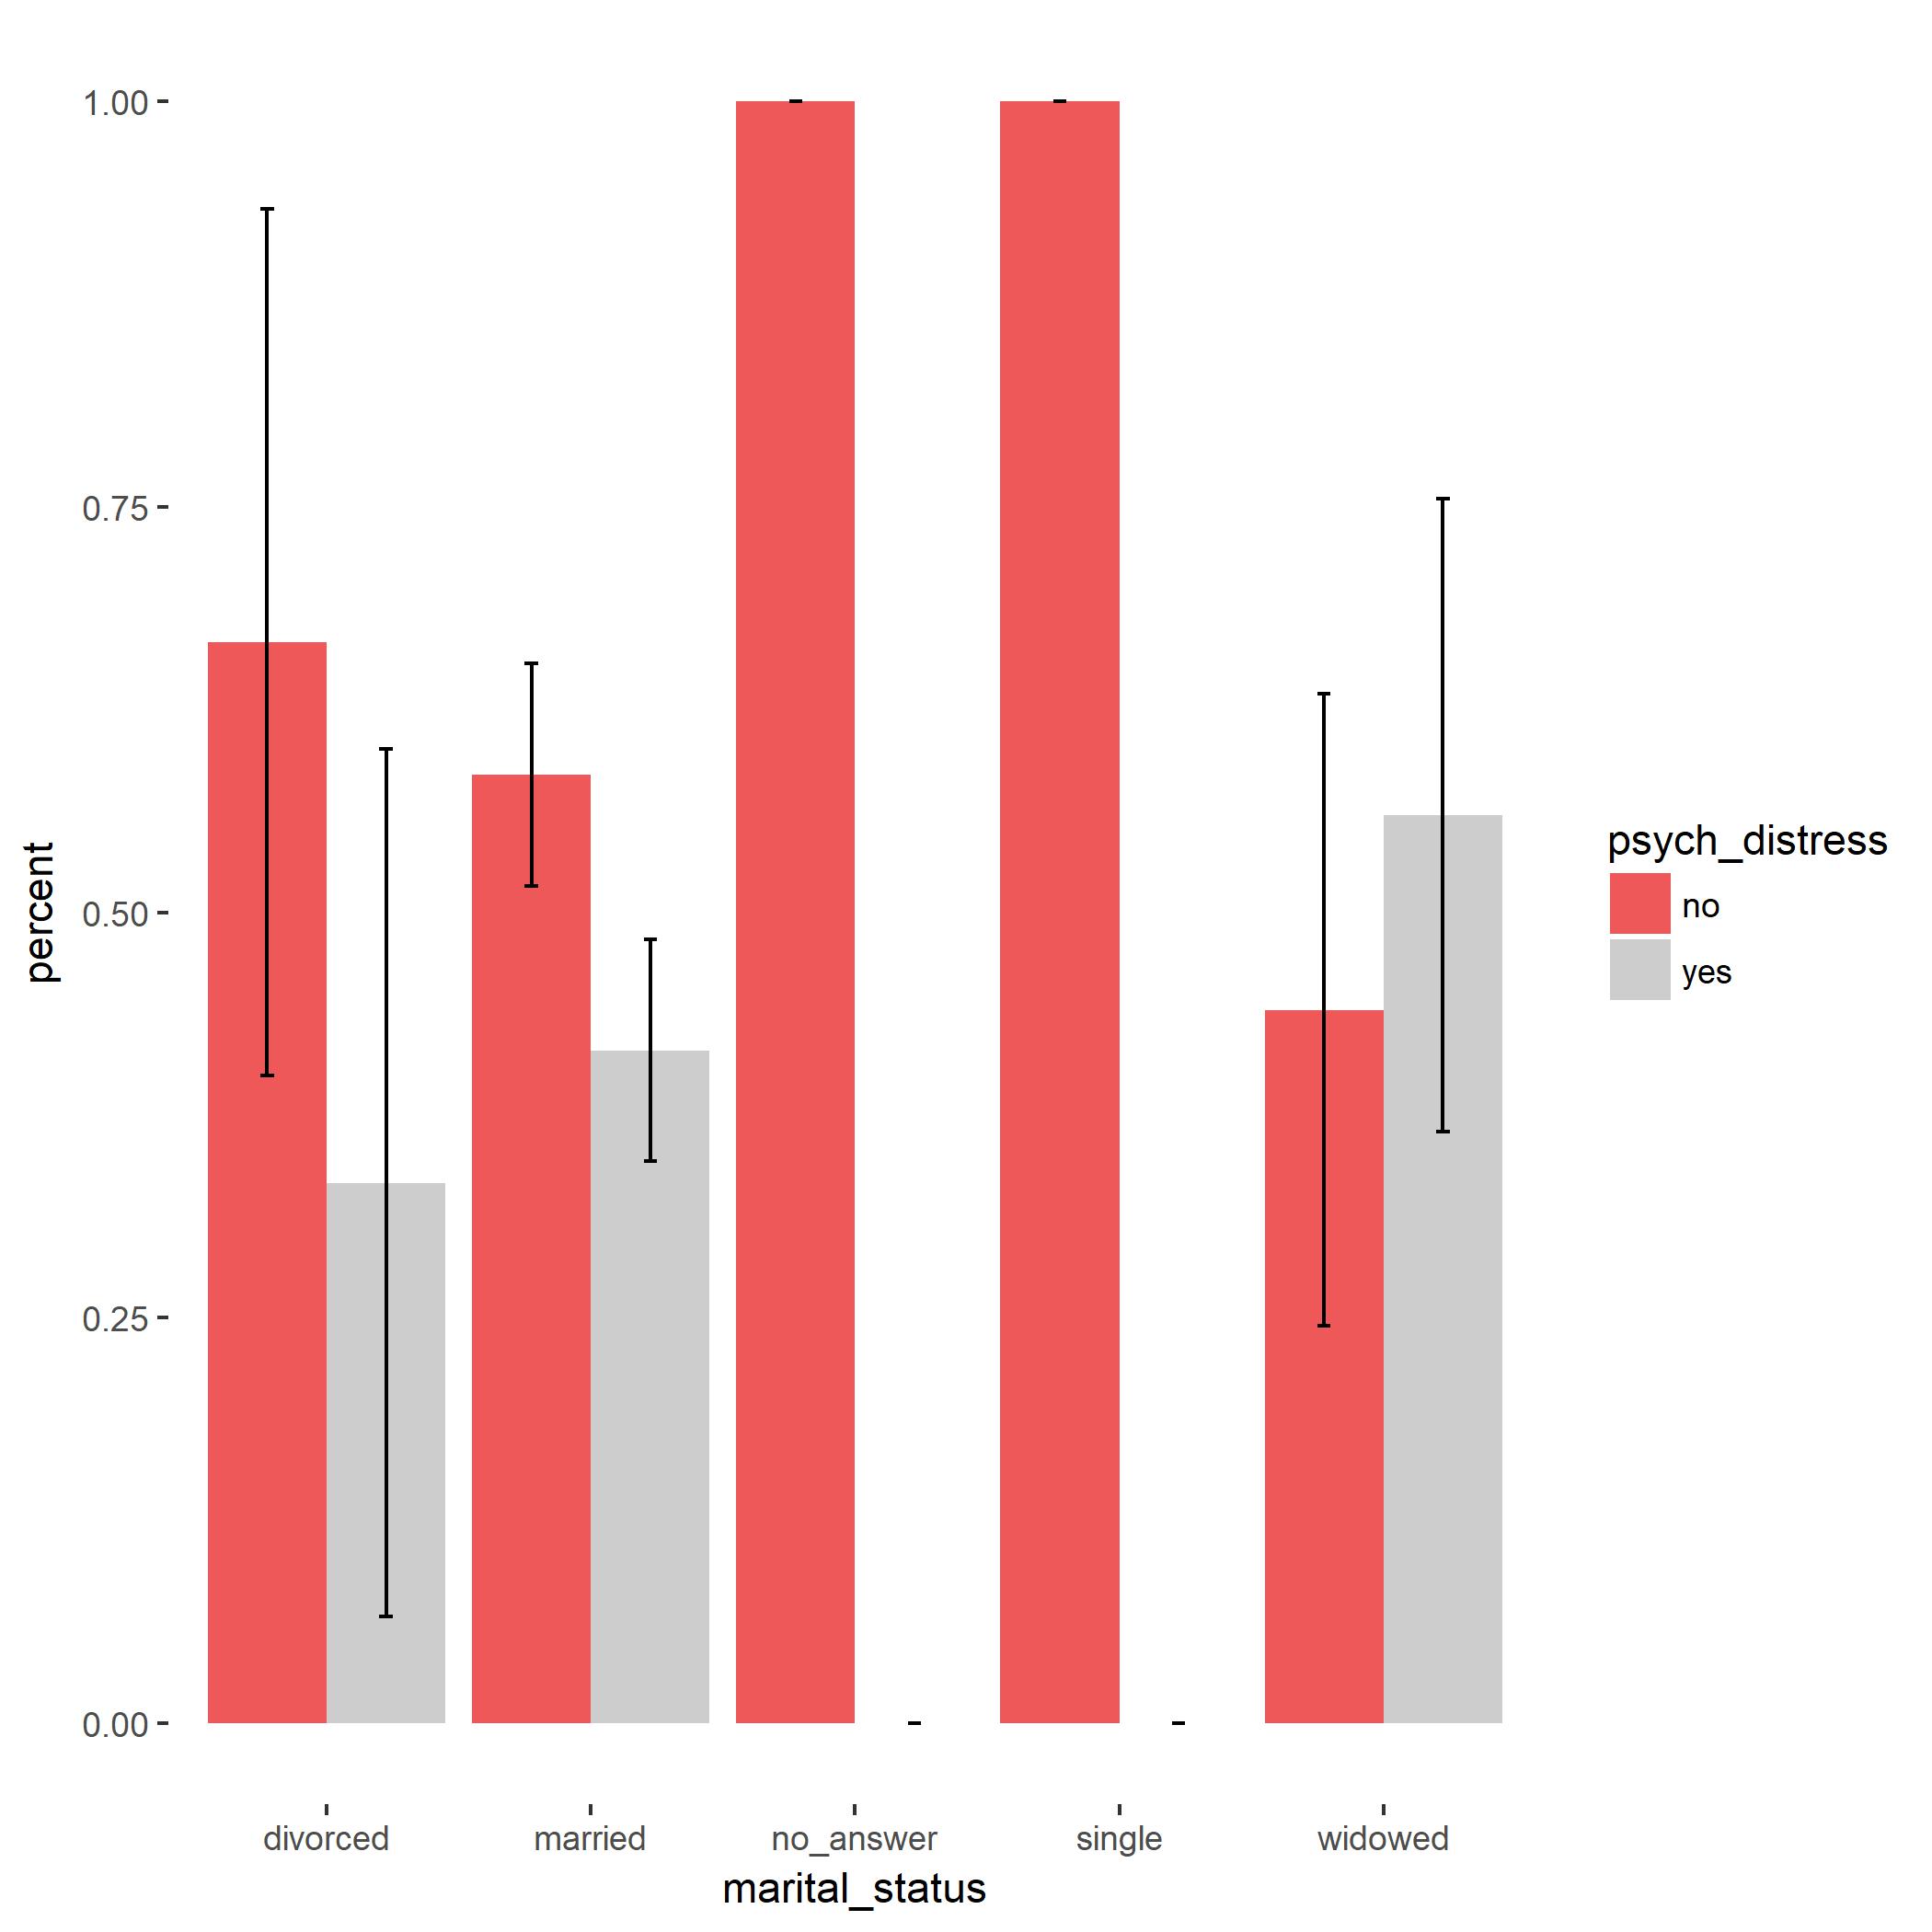 1.00
0.75
0.50
0.25
0.00
percent
divorced married no_answer single widowed
marital_status
psych_distress
no
yes